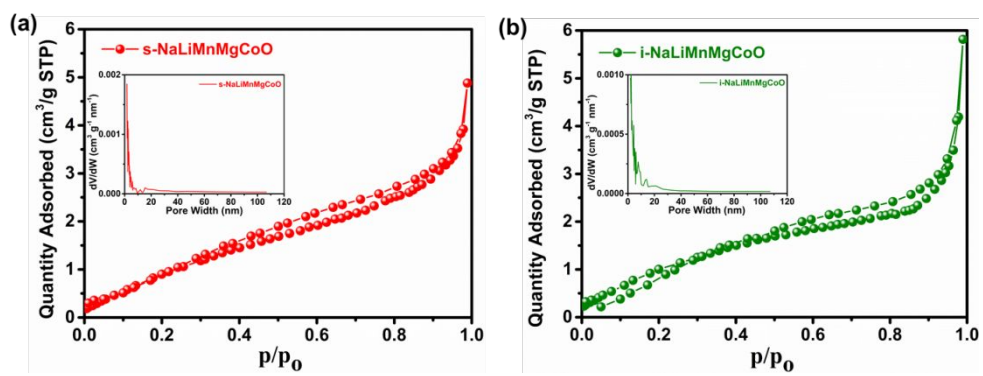 (a)
s-NaLiMnMgCoO
Quantity Adsorbed (cm³/g STP)
6
5
4
3
2
1
0
0.0 0.2 0.4 0.6 0.8 1.0
p/p₀
s-NaLiMnMgCoO
dV/dW (cm³ g⁻¹ nm⁻¹)
0.002
0.001
0.000
0 20 40 60 80 100 120
Pore Width (nm)
(b)
i-NaLiMnMgCoO
Quantity Adsorbed (cm³/g STP)
6
5
4
3
2
1
0
0.0 0.2 0.4 0.6 0.8 1.0
p/p₀
i-NaLiMnMgCoO
dV/dW (cm³ g⁻¹ nm⁻¹)
0.0010
0.0005
0.0000
0 20 40 60 80 100 120
Pore Width (nm)